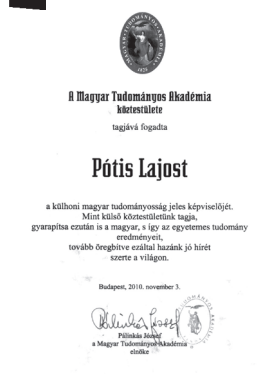 A Magyar Tudományos Akadémia
köztestülete
tagjává fogadta
Pótis Lajost
a külhoni magyar tudományosság jeles képviselőjét.
Mint külső köztestületünk tagja,
gyarapítsa ezután is a magyar, s így az egyetemes tudomány
eredményeit,
tovább öregbítve ezáltal hazánk jó hírét
szerte a világon.
Budapest, 2010. november 3.
Pálinkás József
a Magyar Tudományos Akadémia
elnöke